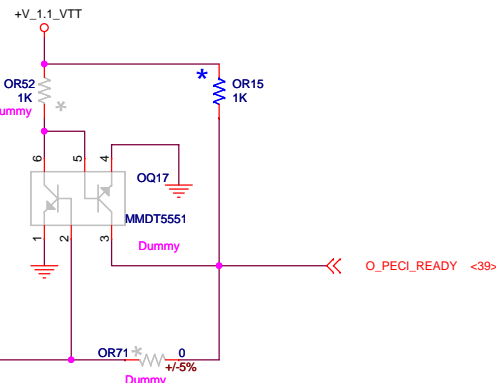 +V_1.1_VTT
OR52
1K
ummy
OR15
1K
6
5
4
OQ17
MMDT5551
1
2
3
Dummy
O_PECI_READY <39>
OR71
0
+/-5%
Dummy